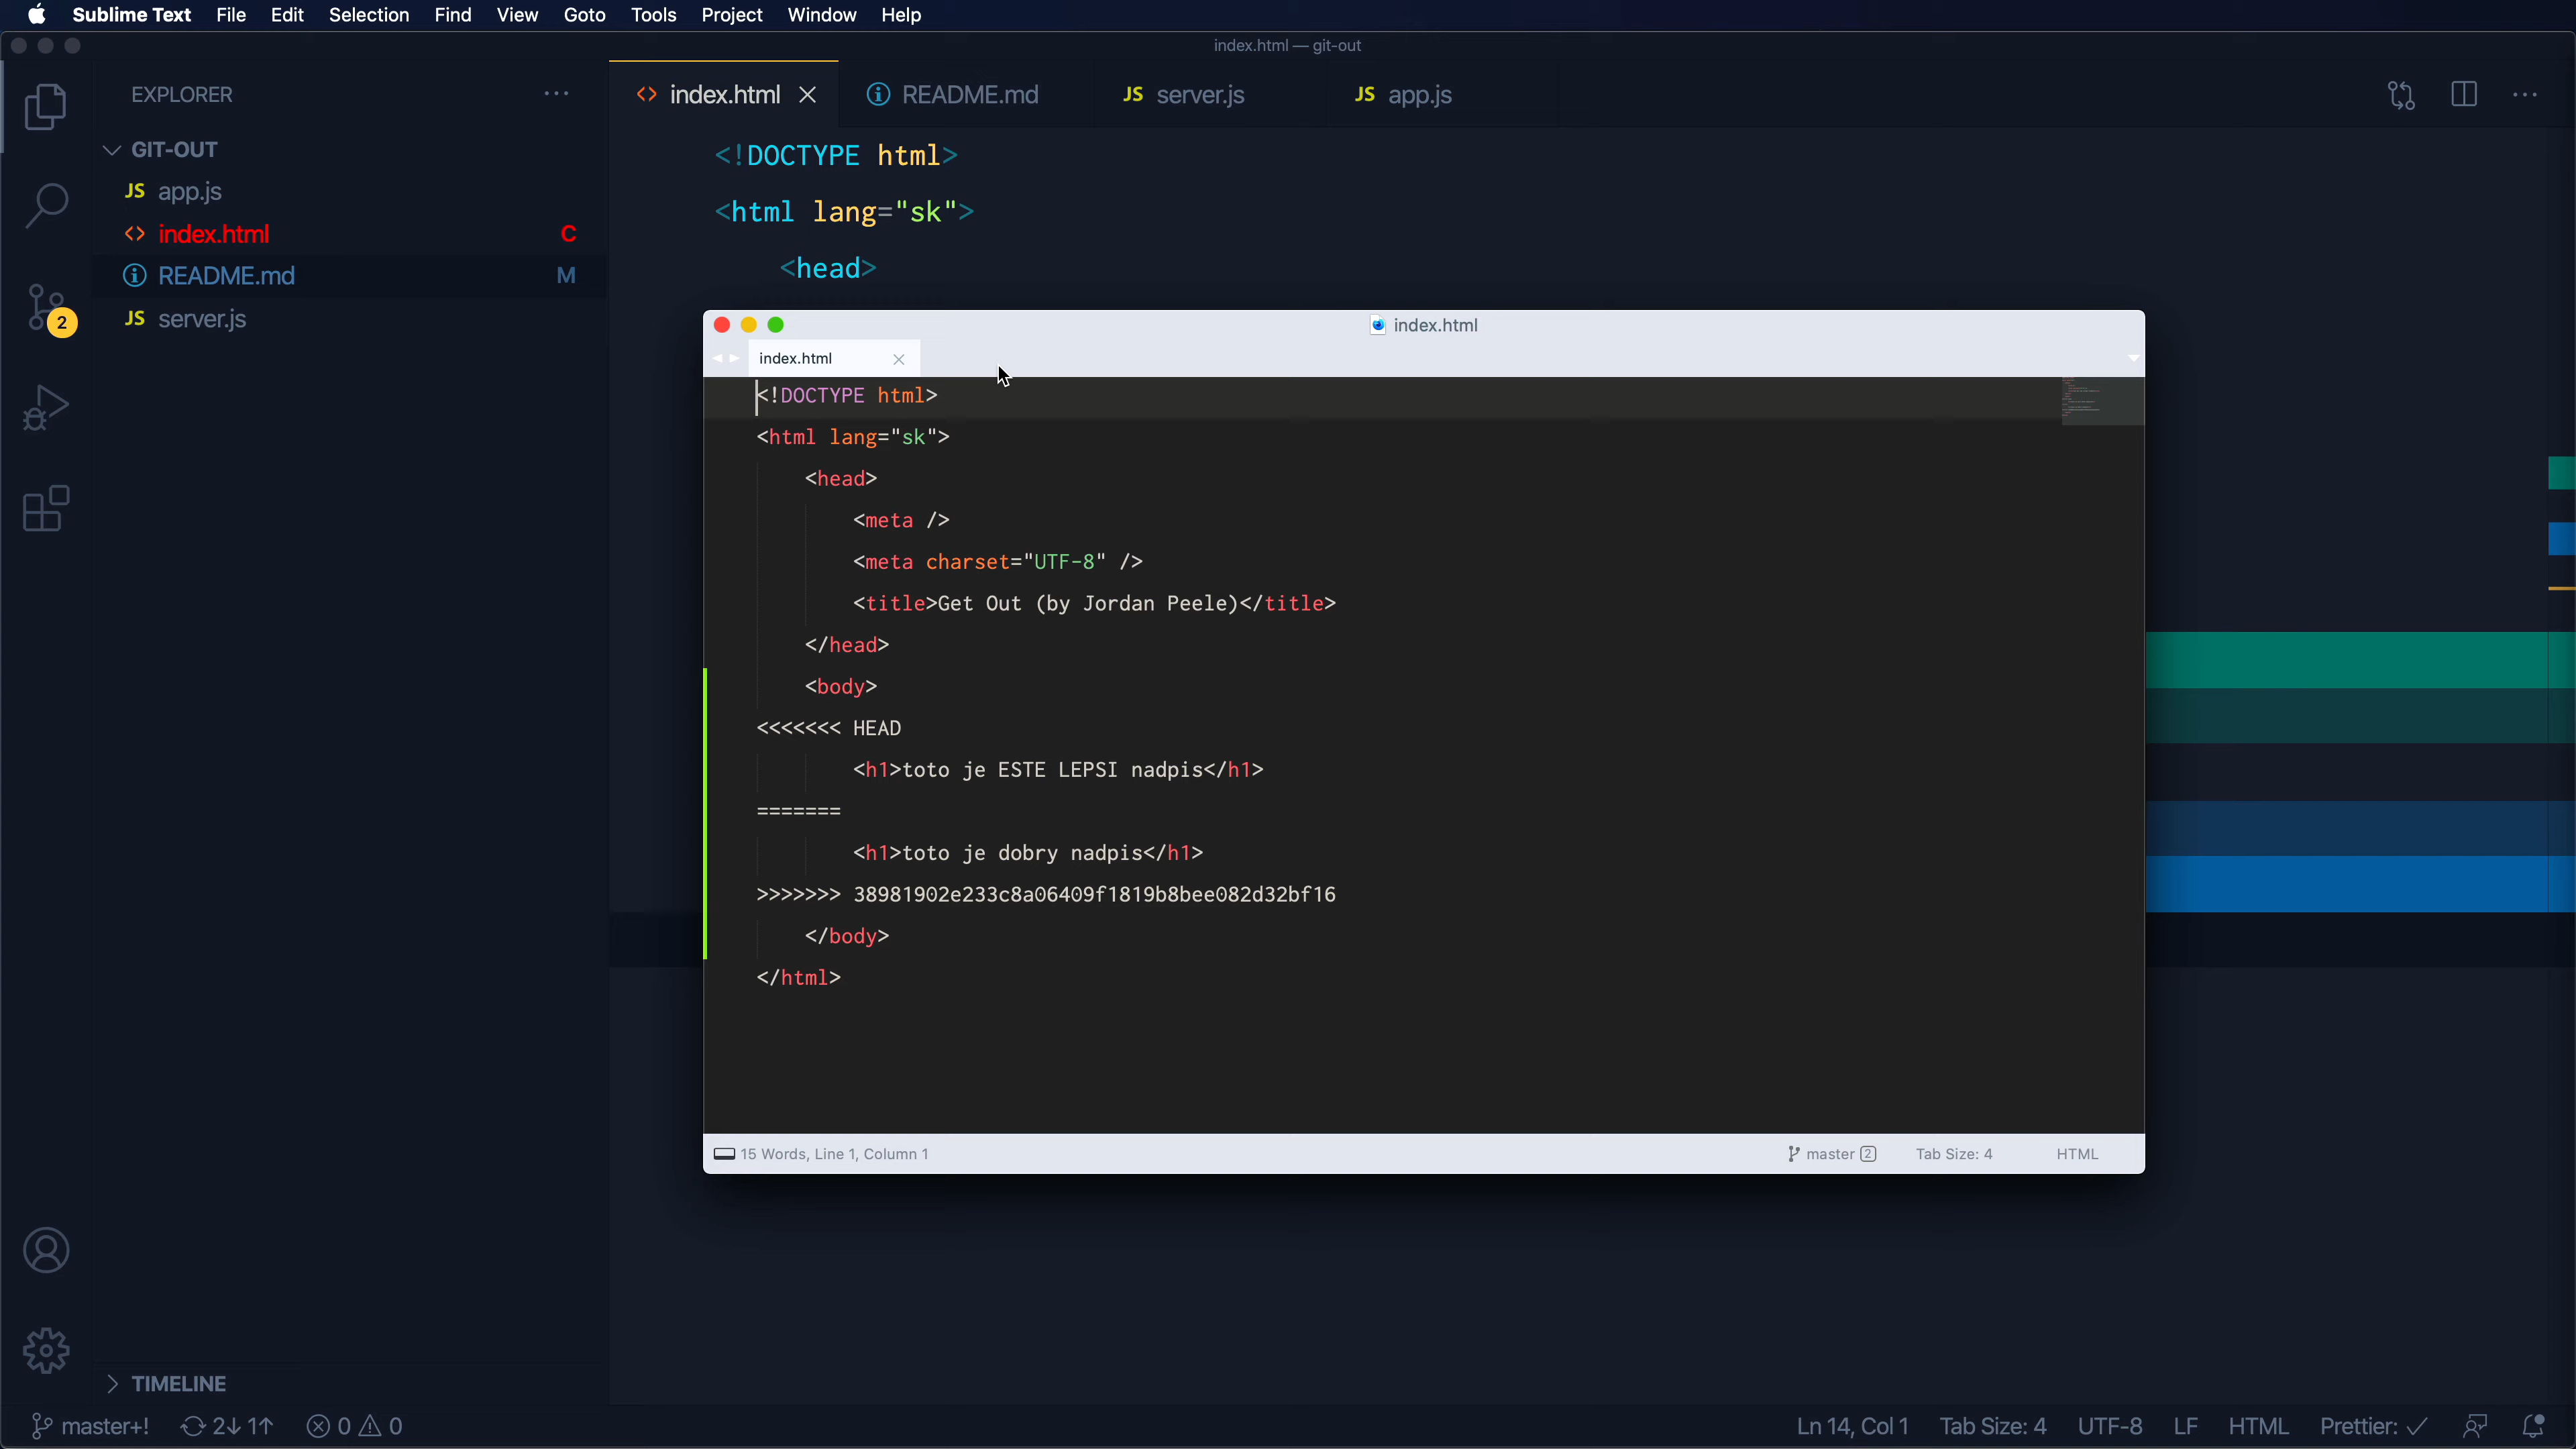 Sublime Text File Edit Selection Find View Goto Tools Project Window Help
index.html — git-out
EXPLORER
GIT-OUT
JS app.js
<> index.html C
README.md M
JS server.js
2
TIMELINE
<> index.html
README.md
JS server.js
JS app.js
<!DOCTYPE html>
<html lang="sk">
<head>
index.html
index.html
<!DOCTYPE html>
<html lang="sk">
<head>
<meta />
<meta charset="UTF-8" />
<title>Get Out (by Jordan Peele)</title>
</head>
<body>
<<<<<<< HEAD
<h1>toto je ESTE LEPSI nadpis</h1>
=======
<h1>toto je dobry nadpis</h1>
>>>>>>> 38981902e233c8a06409f1819b8bee082d32bf16
</body>
</html>
15 Words, Line 1, Column 1
master 2
Tab Size: 4
HTML
master+! 2↓ 1↑ 0 0
Ln 14, Col 1 Tab Size: 4 UTF-8 LF HTML Prettier: ✓